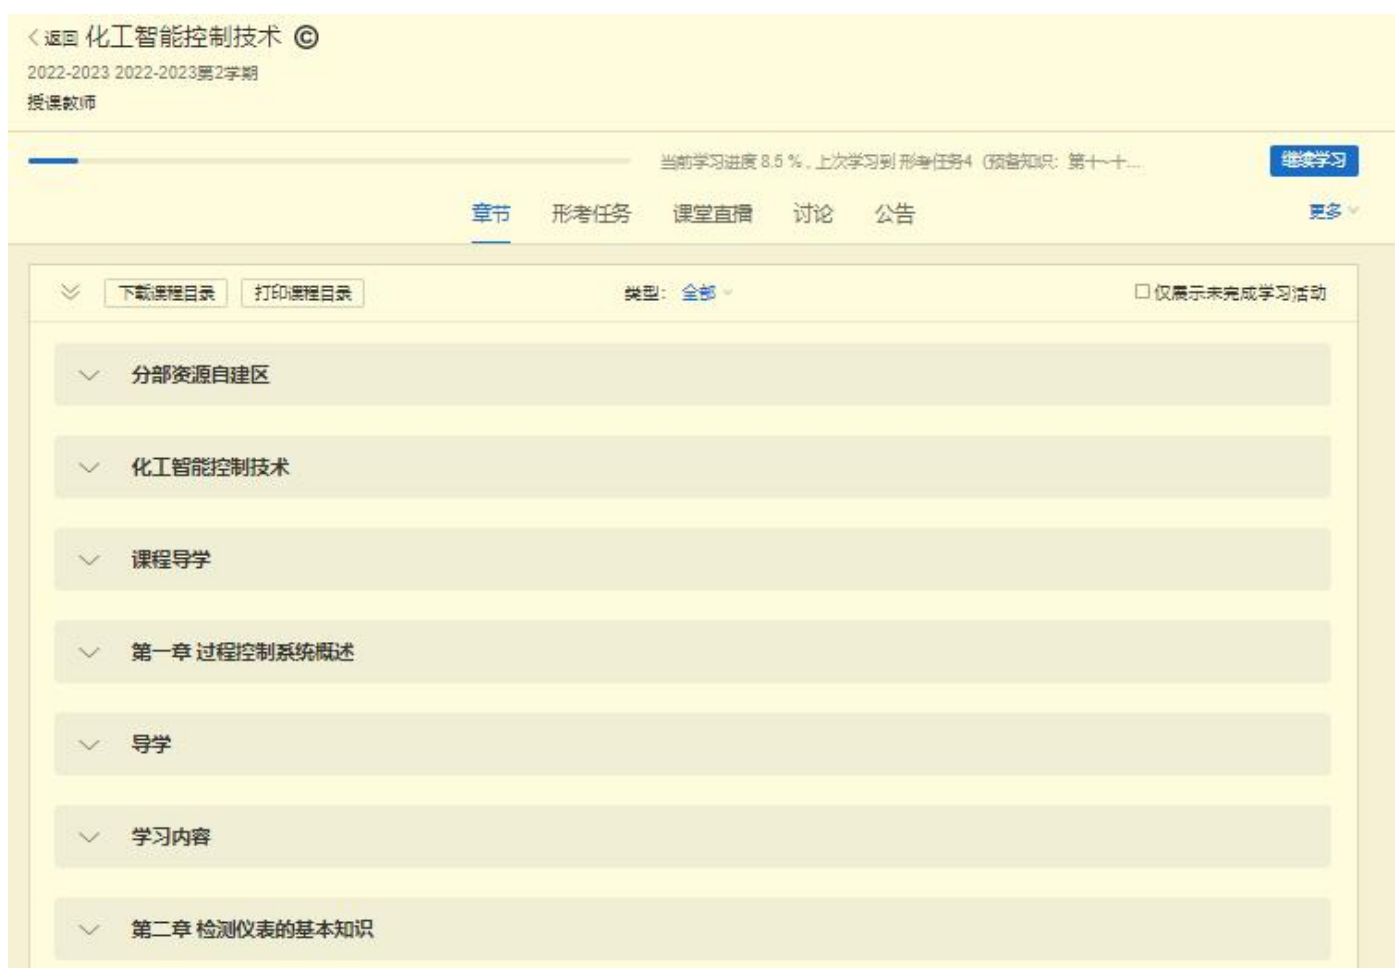 返回 化工智能控制技术 ©
2022-2023 2022-2023第2学期
授课教师
当前学习进度 8.5 % , 上次学习到 形考任务4（预备知识：第十~十... 继续学习
章节 形考任务 课堂直播 讨论 公告 更多
下载课程目录 打印课程目录 类型： 全部 仅展示未完成学习活动
分部资源自建区
化工智能控制技术
课程导学
第一章 过程控制系统概述
导学
学习内容
第二章 检测仪表的基本知识